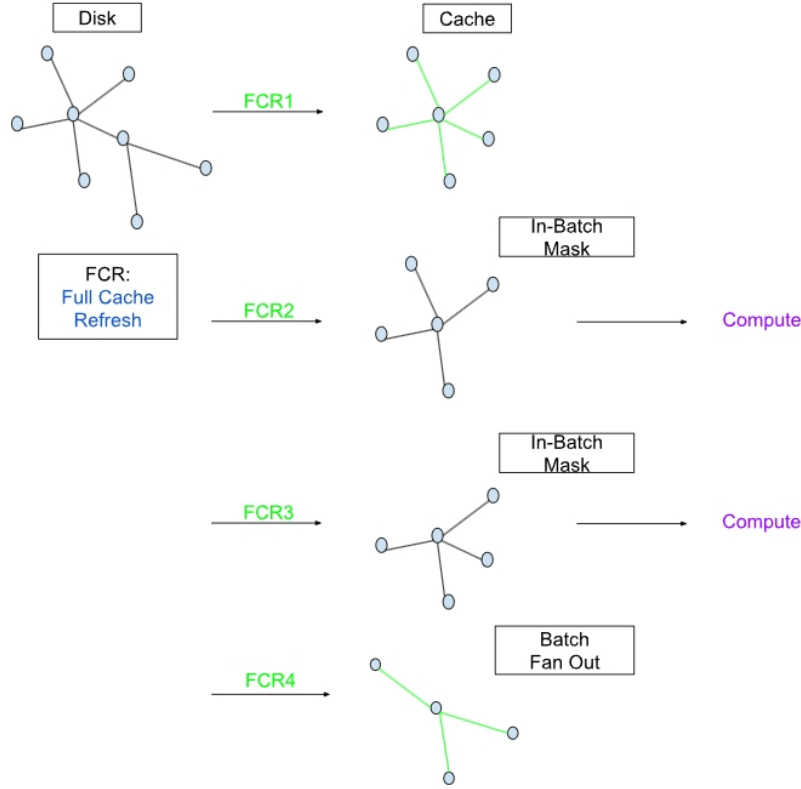 Disk
Cache
FCR1
In-Batch
Mask
FCR:
Full Cache
Refresh
FCR2
Compute
In-Batch
Mask
FCR3
Compute
Batch
Fan Out
FCR4